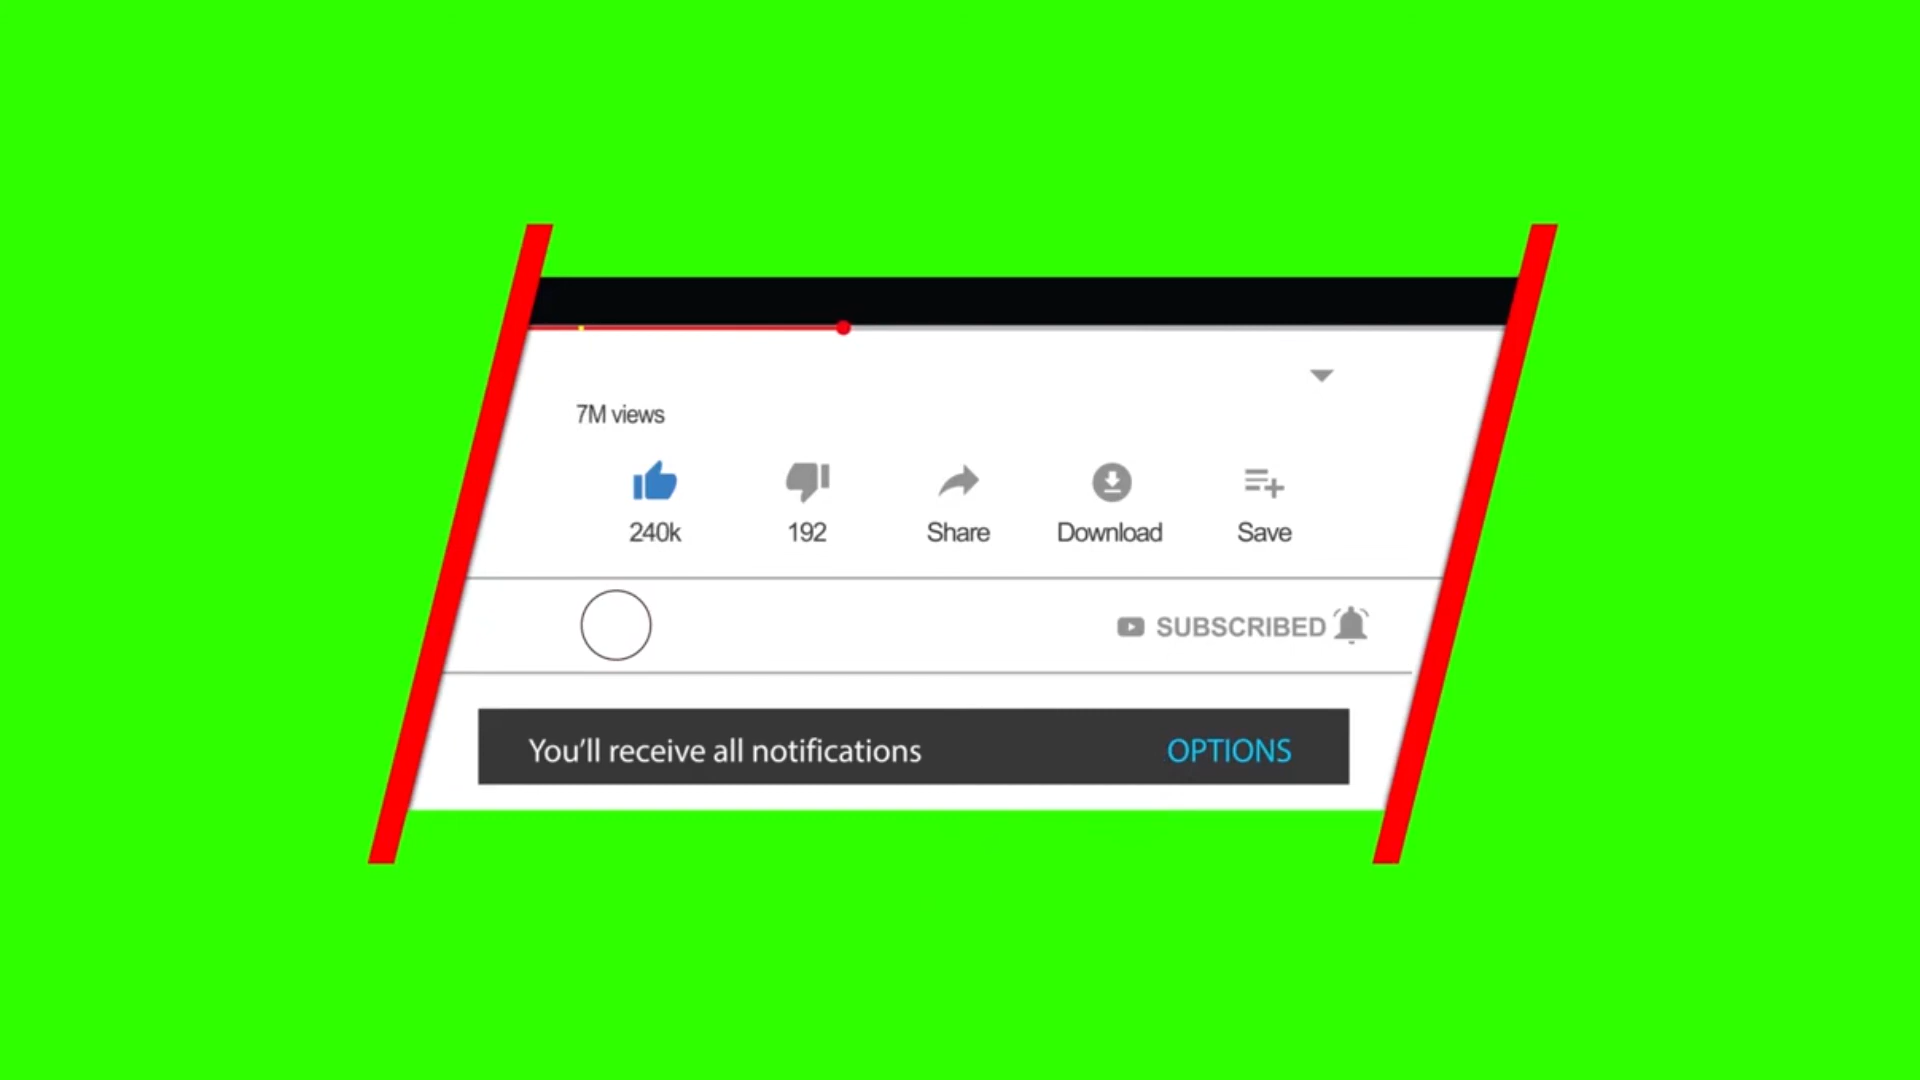 7M views
240k 192 Share Download Save
SUBSCRIBED
You'll receive all notifications OPTIONS